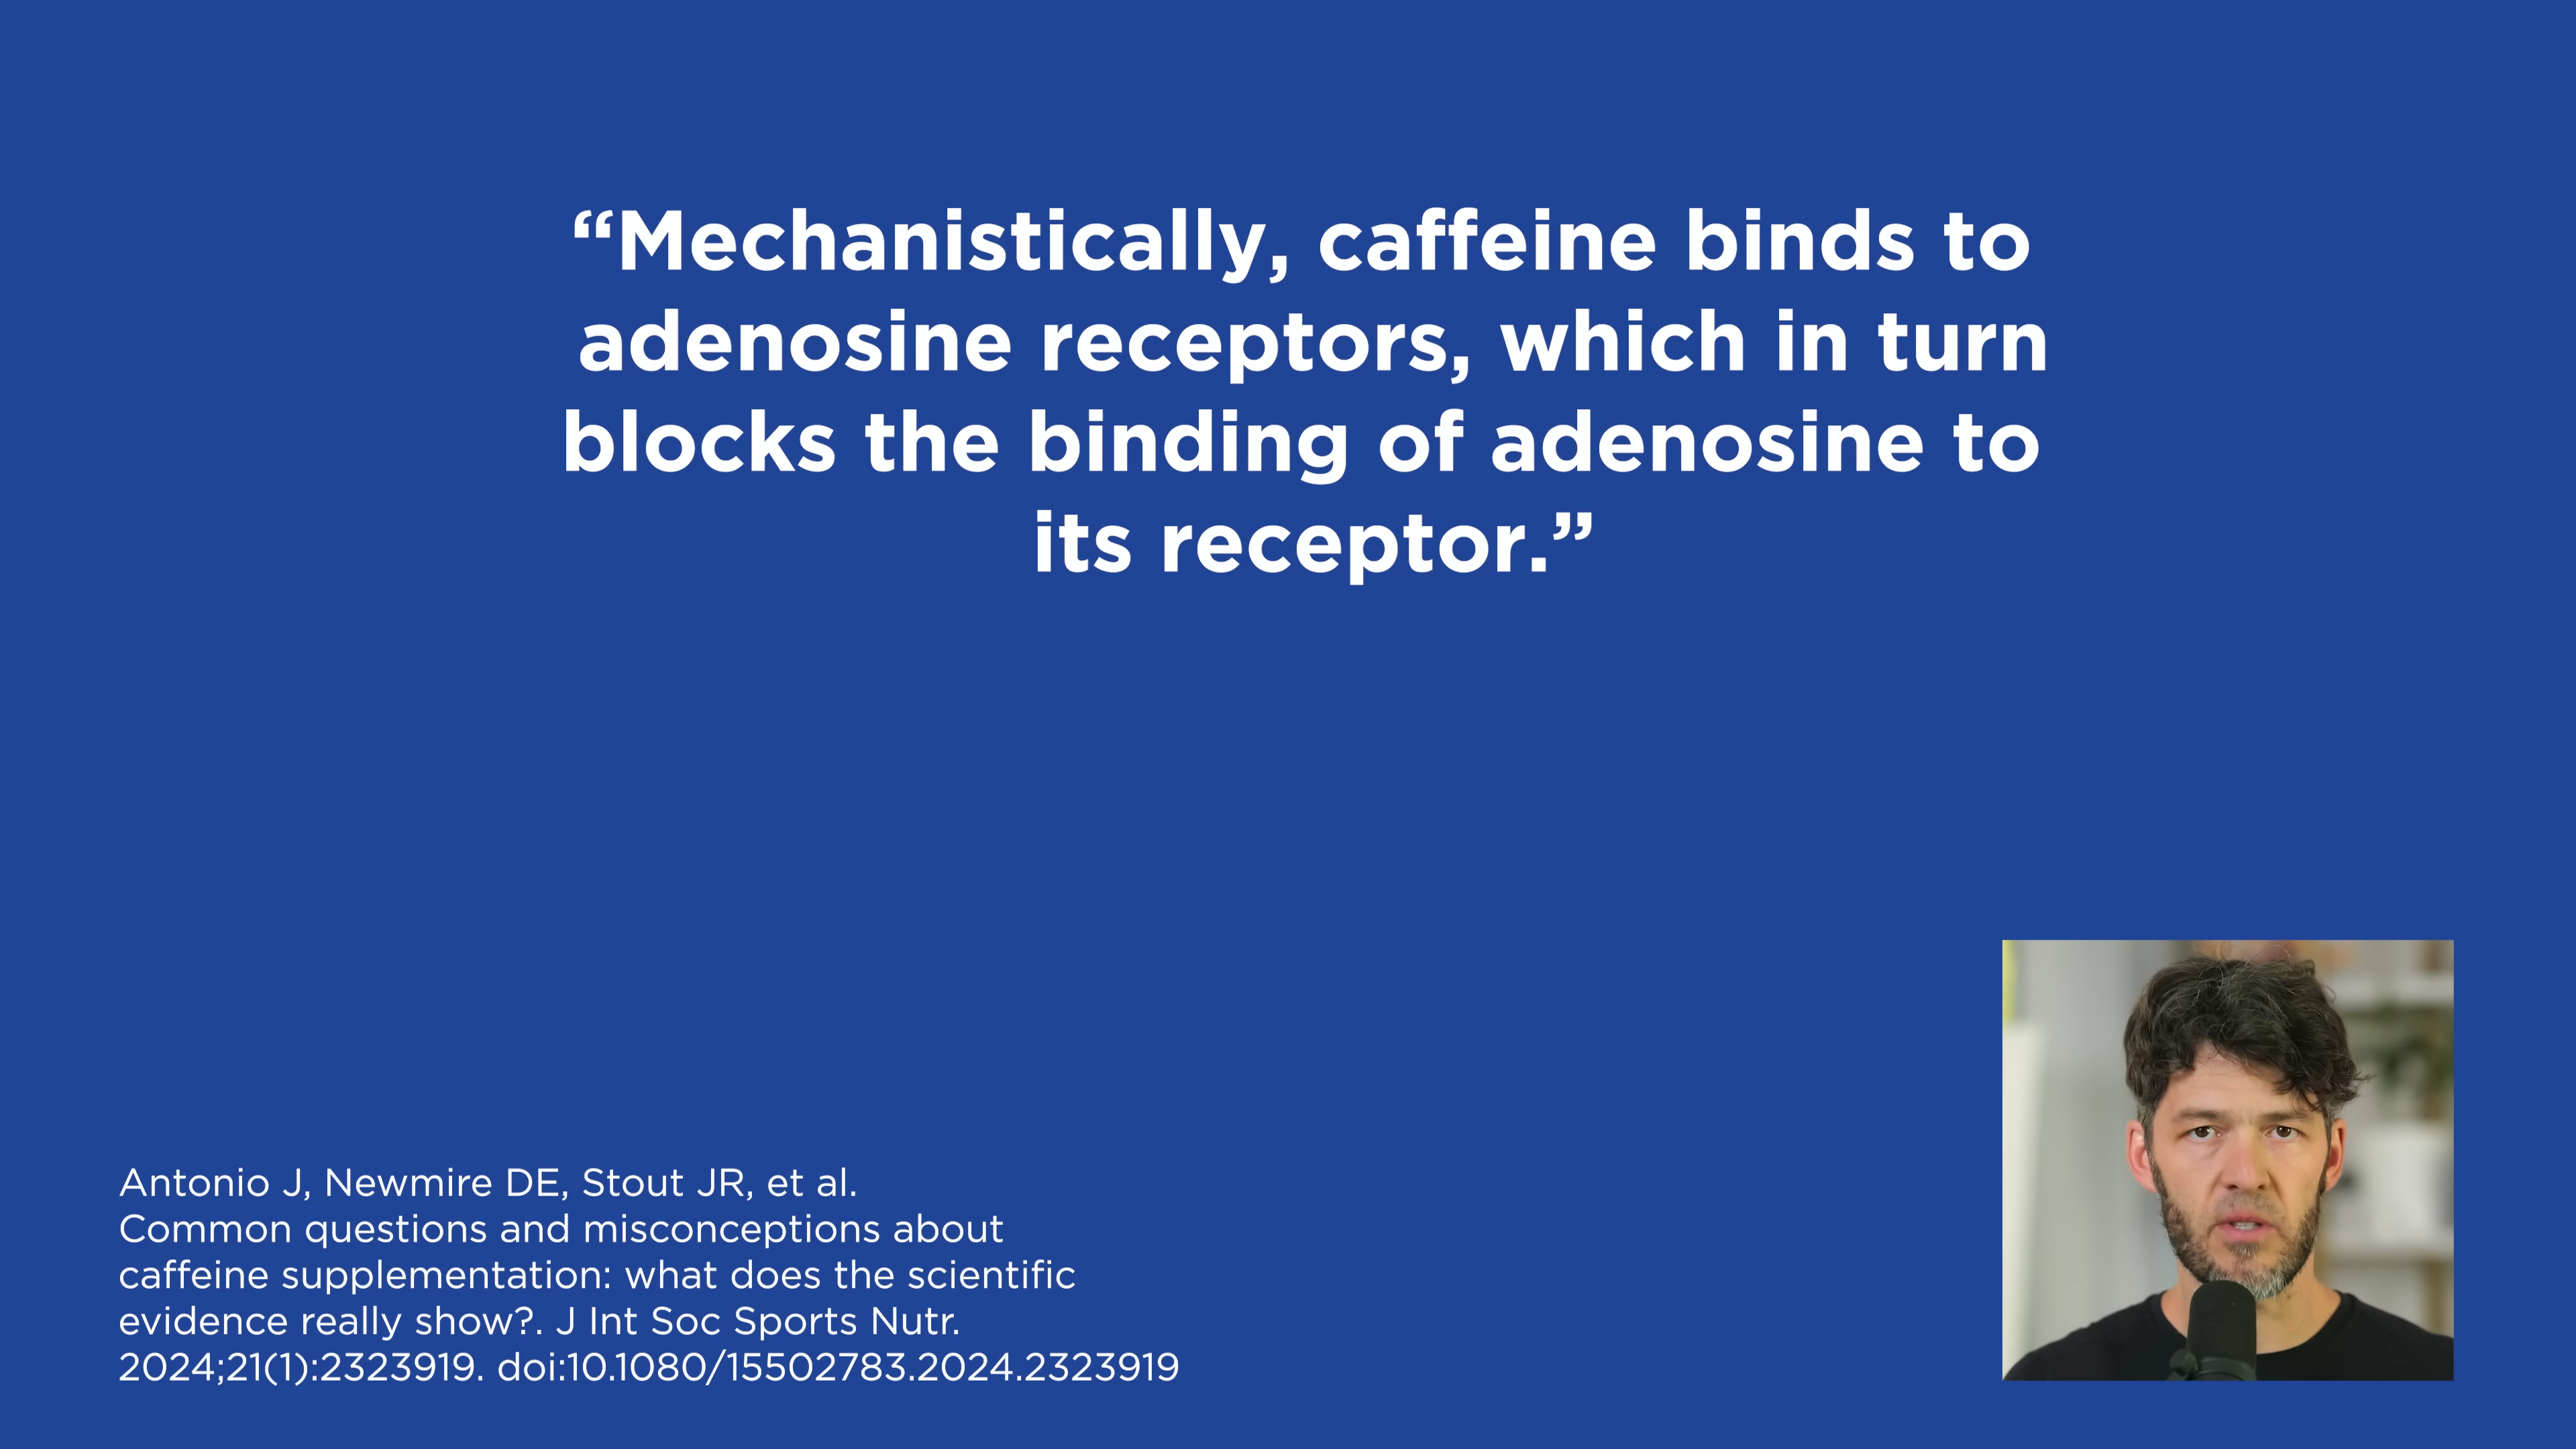 “Mechanistically, caffeine binds to
adenosine receptors, which in turn
blocks the binding of adenosine to
its receptor.”
Antonio J, Newmire DE, Stout JR, et al.
Common questions and misconceptions about
caffeine supplementation: what does the scientific
evidence really show?. J Int Soc Sports Nutr.
2024;21(1):2323919. doi:10.1080/15502783.2024.2323919